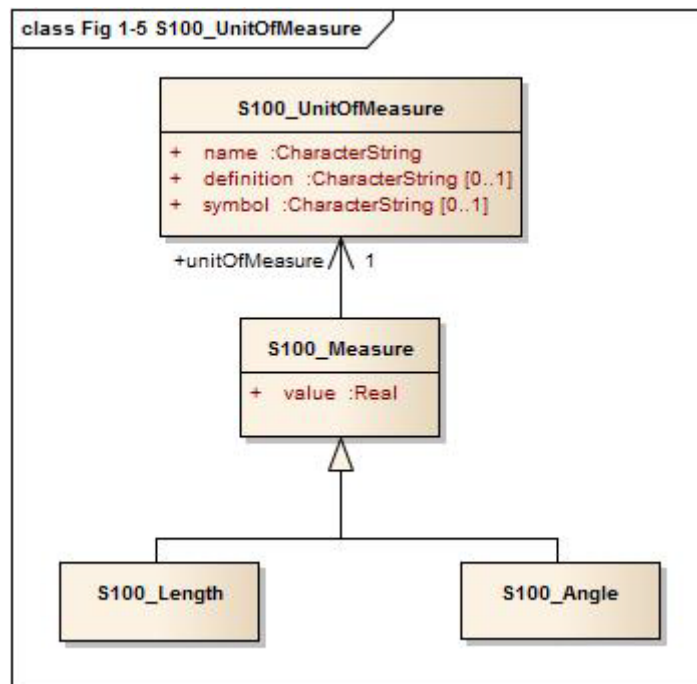 class Fig 1-5 S100_UnitOfMeasure
S100_UnitOfMeasure
+ name :CharacterString
+ definition :CharacterString [0..1]
+ symbol :CharacterString [0..1]
+unitOfMeasure 1
S100_Measure
+ value :Real
S100_Length
S100_Angle